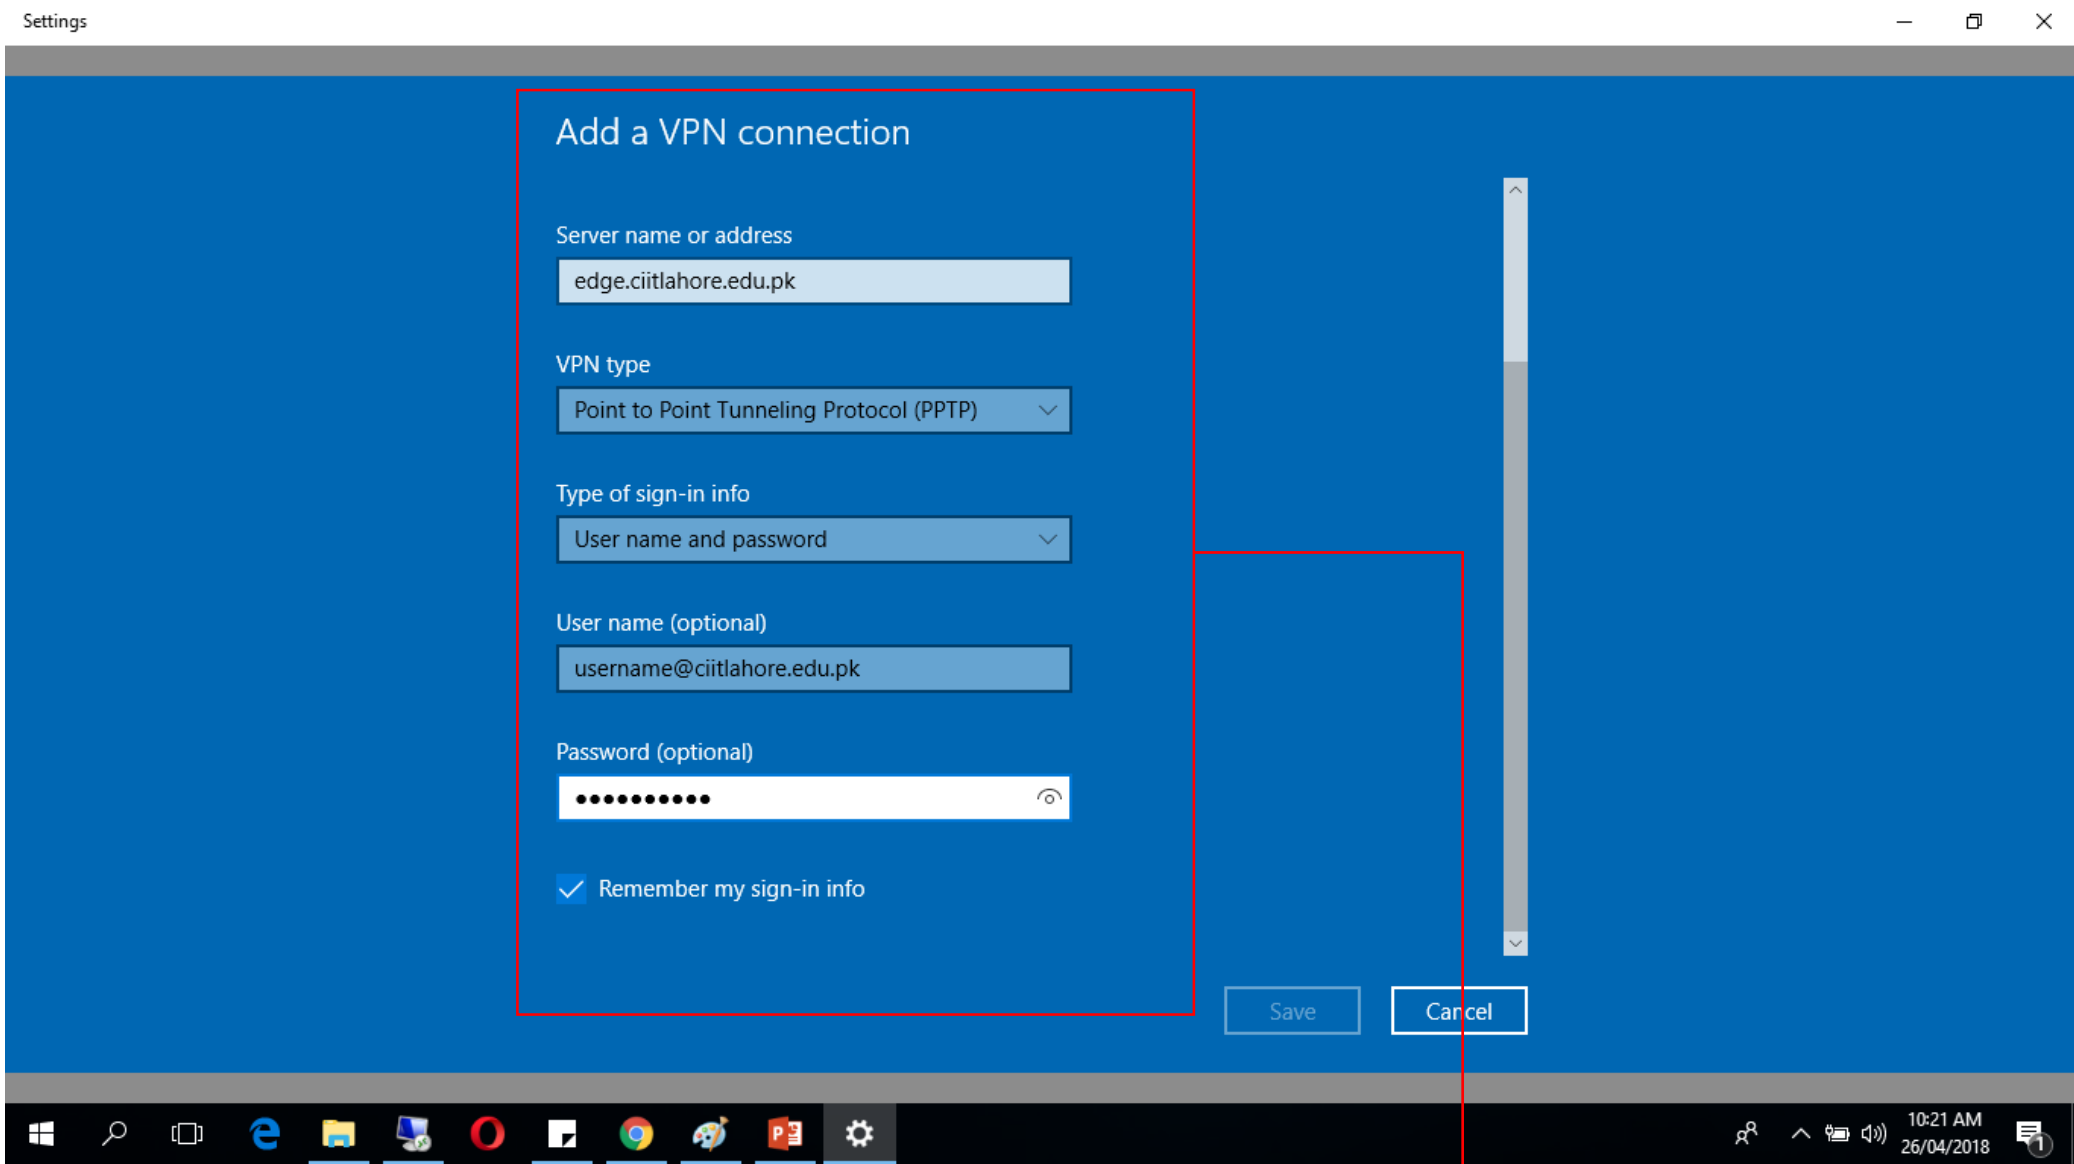 Settings
Add a VPN connection
Server name or address
edge.ciitlahore.edu.pk
VPN type
Point to Point Tunneling Protocol (PPTP)
Type of sign-in info
User name and password
User name (optional)
username@ciitlahore.edu.pk
Password (optional)
••••••••••
Remember my sign-in info
Save
Cancel
10:21 AM
26/04/2018
1